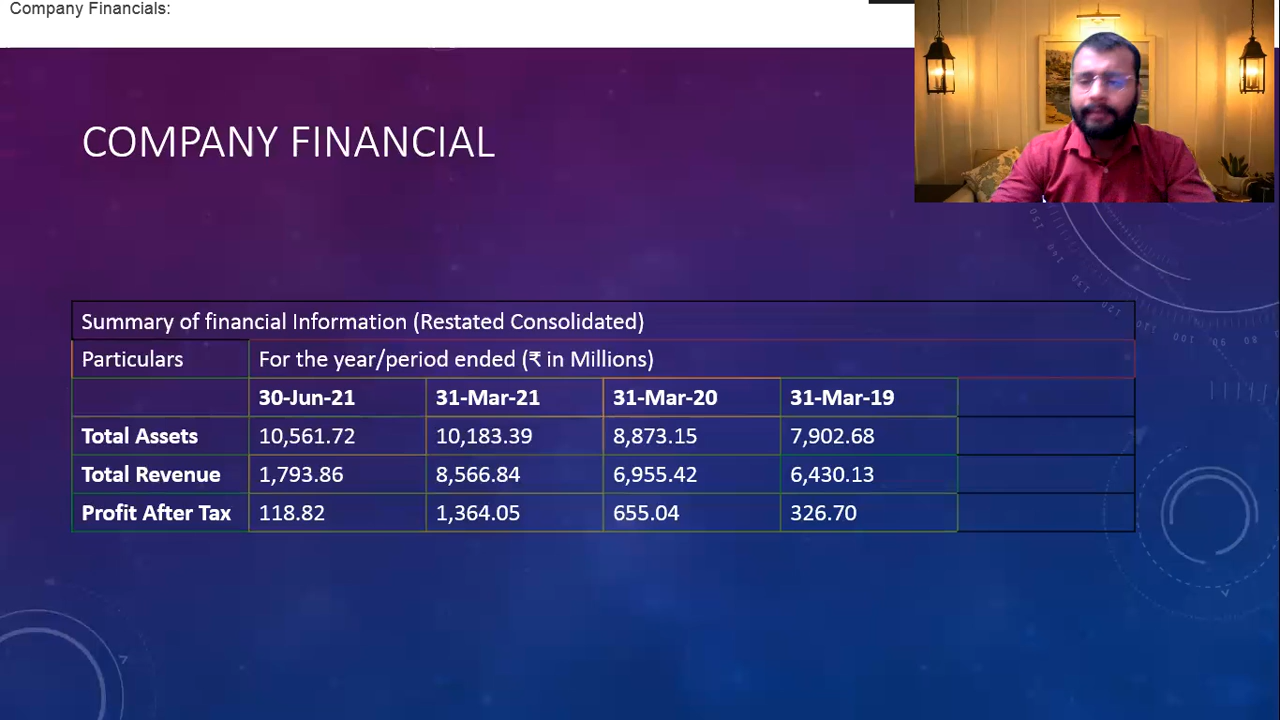 Company Financials:
COMPANY FINANCIAL
Summary of financial Information (Restated Consolidated)
Particulars For the year/period ended (₹ in Millions)
30-Jun-21 31-Mar-21 31-Mar-20 31-Mar-19
Total Assets 10,561.72 10,183.39 8,873.15 7,902.68
Total Revenue 1,793.86 8,566.84 6,955.42 6,430.13
Profit After Tax 118.82 1,364.05 655.04 326.70